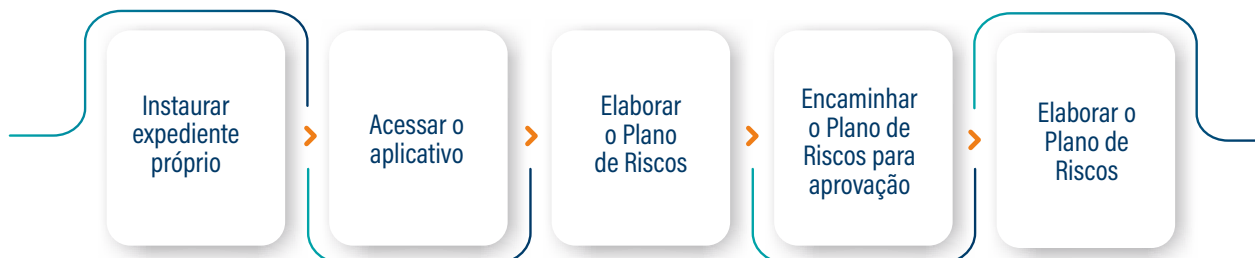 Instaurar
expediente
próprio
Acessar o
aplicativo
Elaborar
o Plano
de Riscos
Encaminhar
o Plano de
Riscos para
aprovação
Elaborar o
Plano de
Riscos